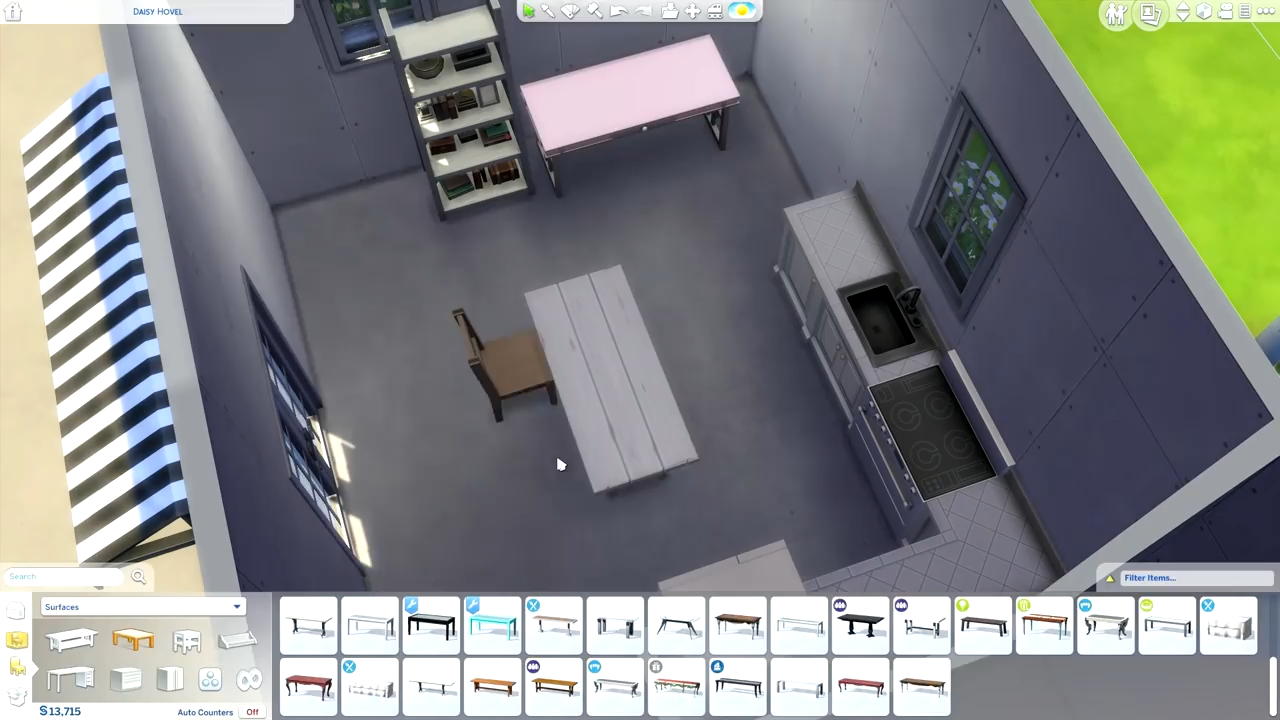 DAISY HOVEL
Search
Filter Items...
Surfaces
§13,715
Auto Counters
Off